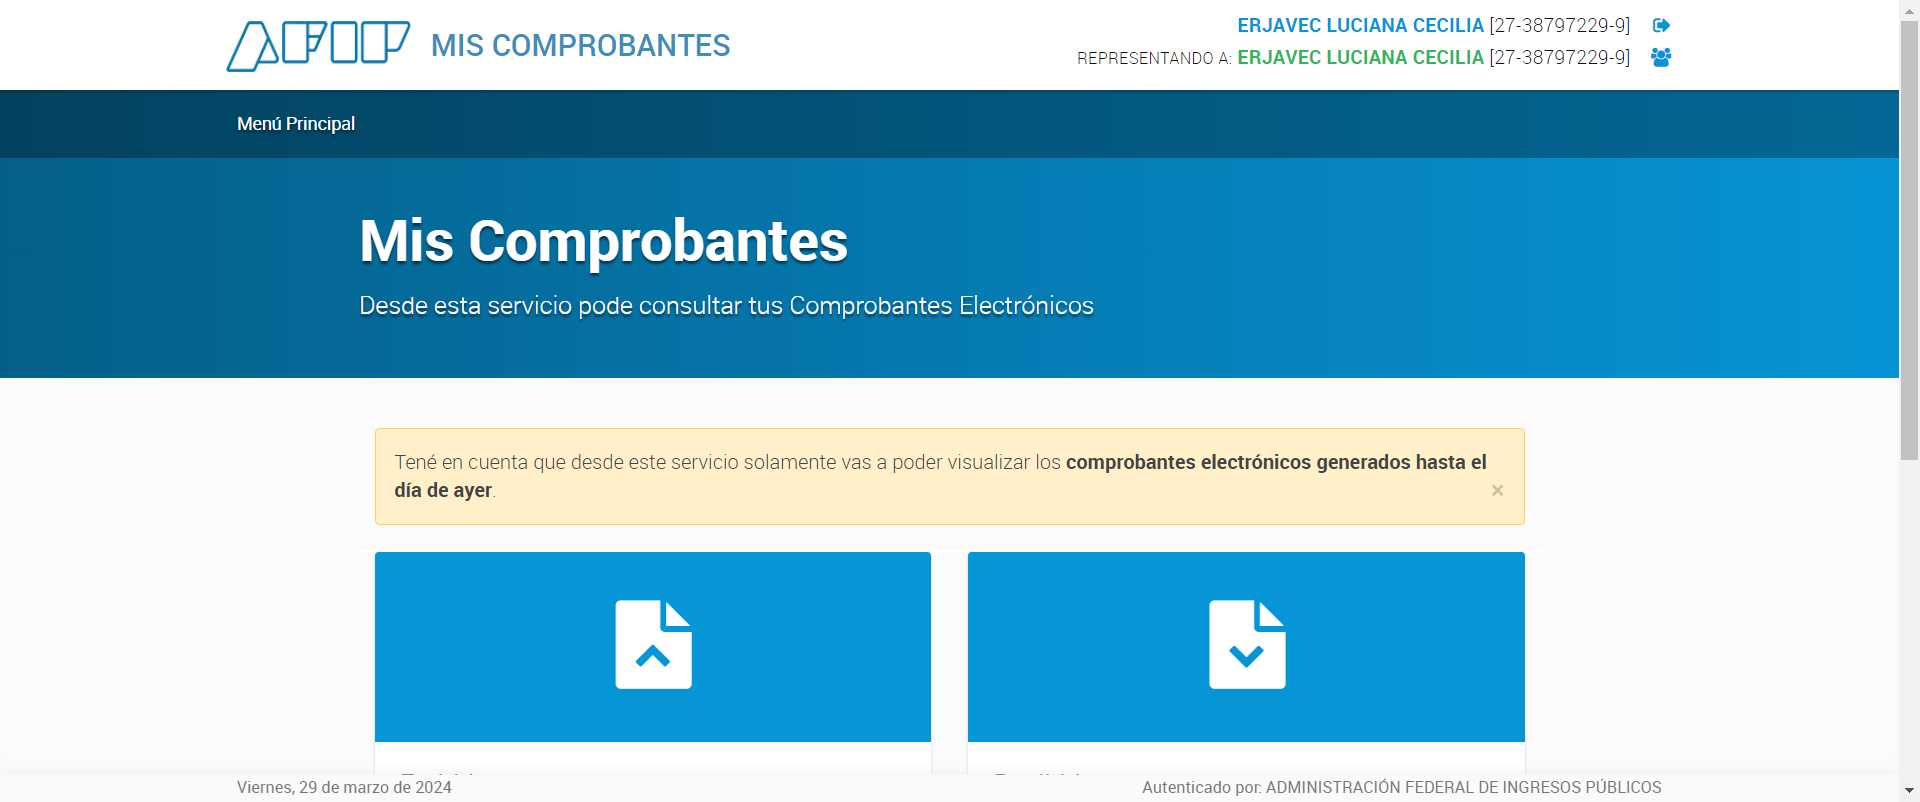 AFIP MIS COMPROBANTES
ERJAVEC LUCIANA CECILIA [27-38797229-9]
REPRESENTANDO A: ERJAVEC LUCIANA CECILIA [27-38797229-9]
Menú Principal
Mis Comprobantes
Desde esta servicio pode consultar tus Comprobantes Electrónicos
Tené en cuenta que desde este servicio solamente vas a poder visualizar los comprobantes electrónicos generados hasta el
día de ayer.
×
Viernes, 29 de marzo de 2024
Autenticado por: ADMINISTRACIÓN FEDERAL DE INGRESOS PÚBLICOS